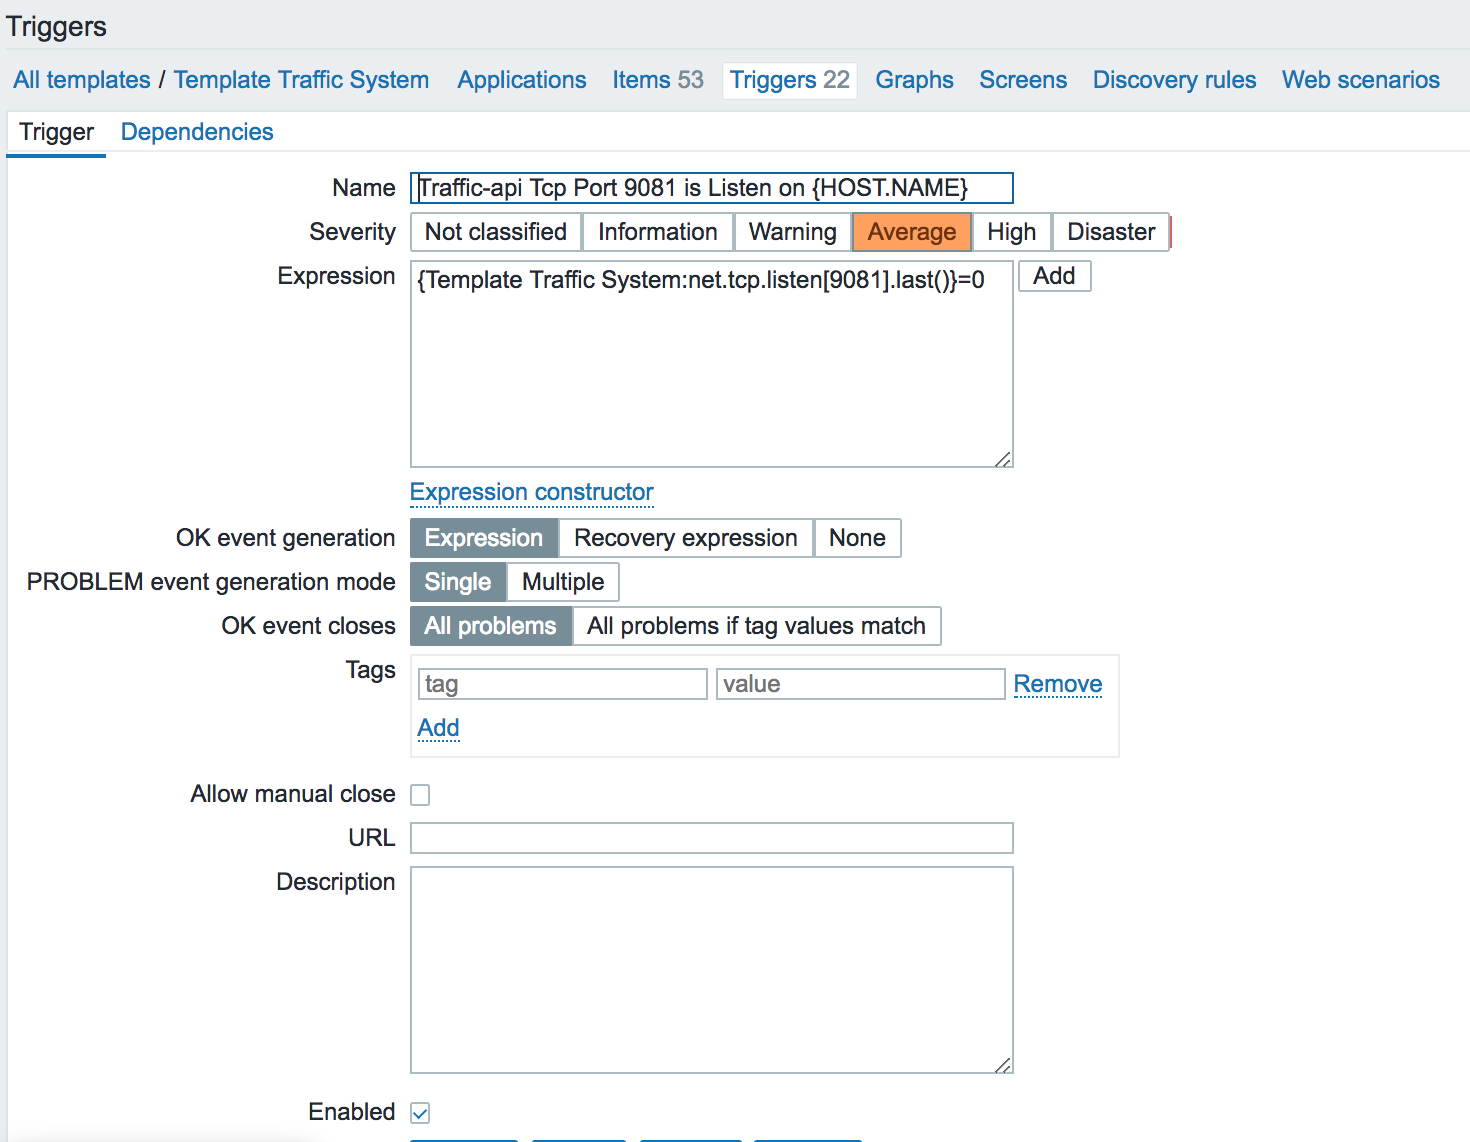 Triggers
All templates / Template Traffic System Applications Items 53 Triggers 22 Graphs Screens Discovery rules Web scenarios
Trigger Dependencies
Name Traffic-api Tcp Port 9081 is Listen on {HOST.NAME}
Severity Not classified Information Warning Average High Disaster
Expression {Template Traffic System:net.tcp.listen[9081].last()}=0 Add
Expression constructor
OK event generation Expression Recovery expression None
PROBLEM event generation mode Single Multiple
OK event closes All problems All problems if tag values match
Tags tag value Remove
Add
Allow manual close
URL
Description
Enabled